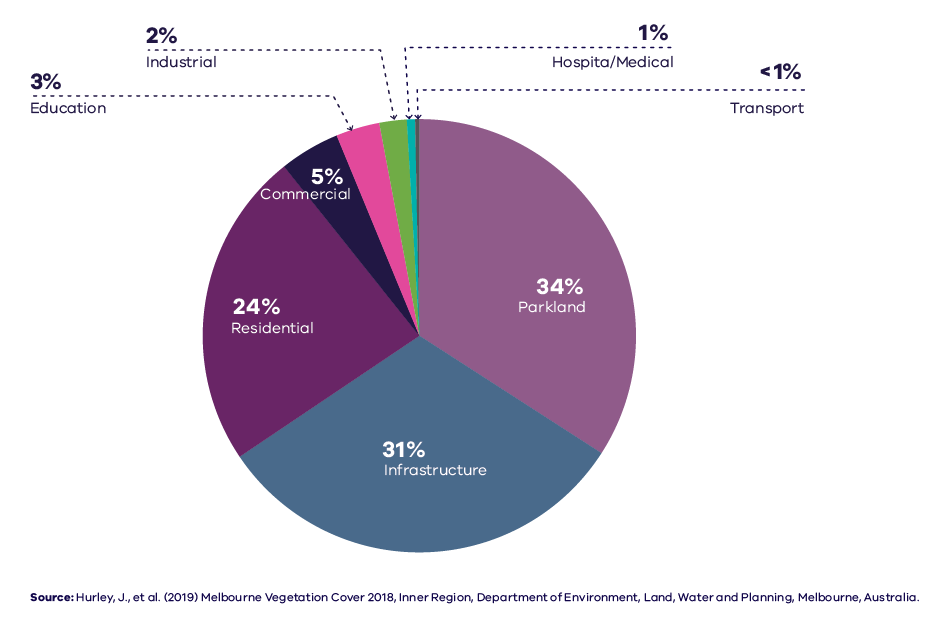 2%
Industrial
1%
Hospita/Medical
3%
Education
<1%
Transport
5%
Commercial
34%
Parkland
24%
Residential
31%
Infrastructure
Source: Hurley, J., et al. (2019) Melbourne Vegetation Cover 2018, Inner Region, Department of Environment, Land, Water and Planning, Melbourne, Australia.